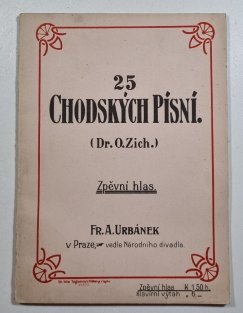 25
CHODSKÝCH PÍSNÍ.
(Dr. O. Zich.)
Zpěvní hlas.
FR. A. URBÁNEK
v Praze, vedle Národního divadla.
Zpěvní hlas K 1,50 h.
Klavírní výtah „ 6,—